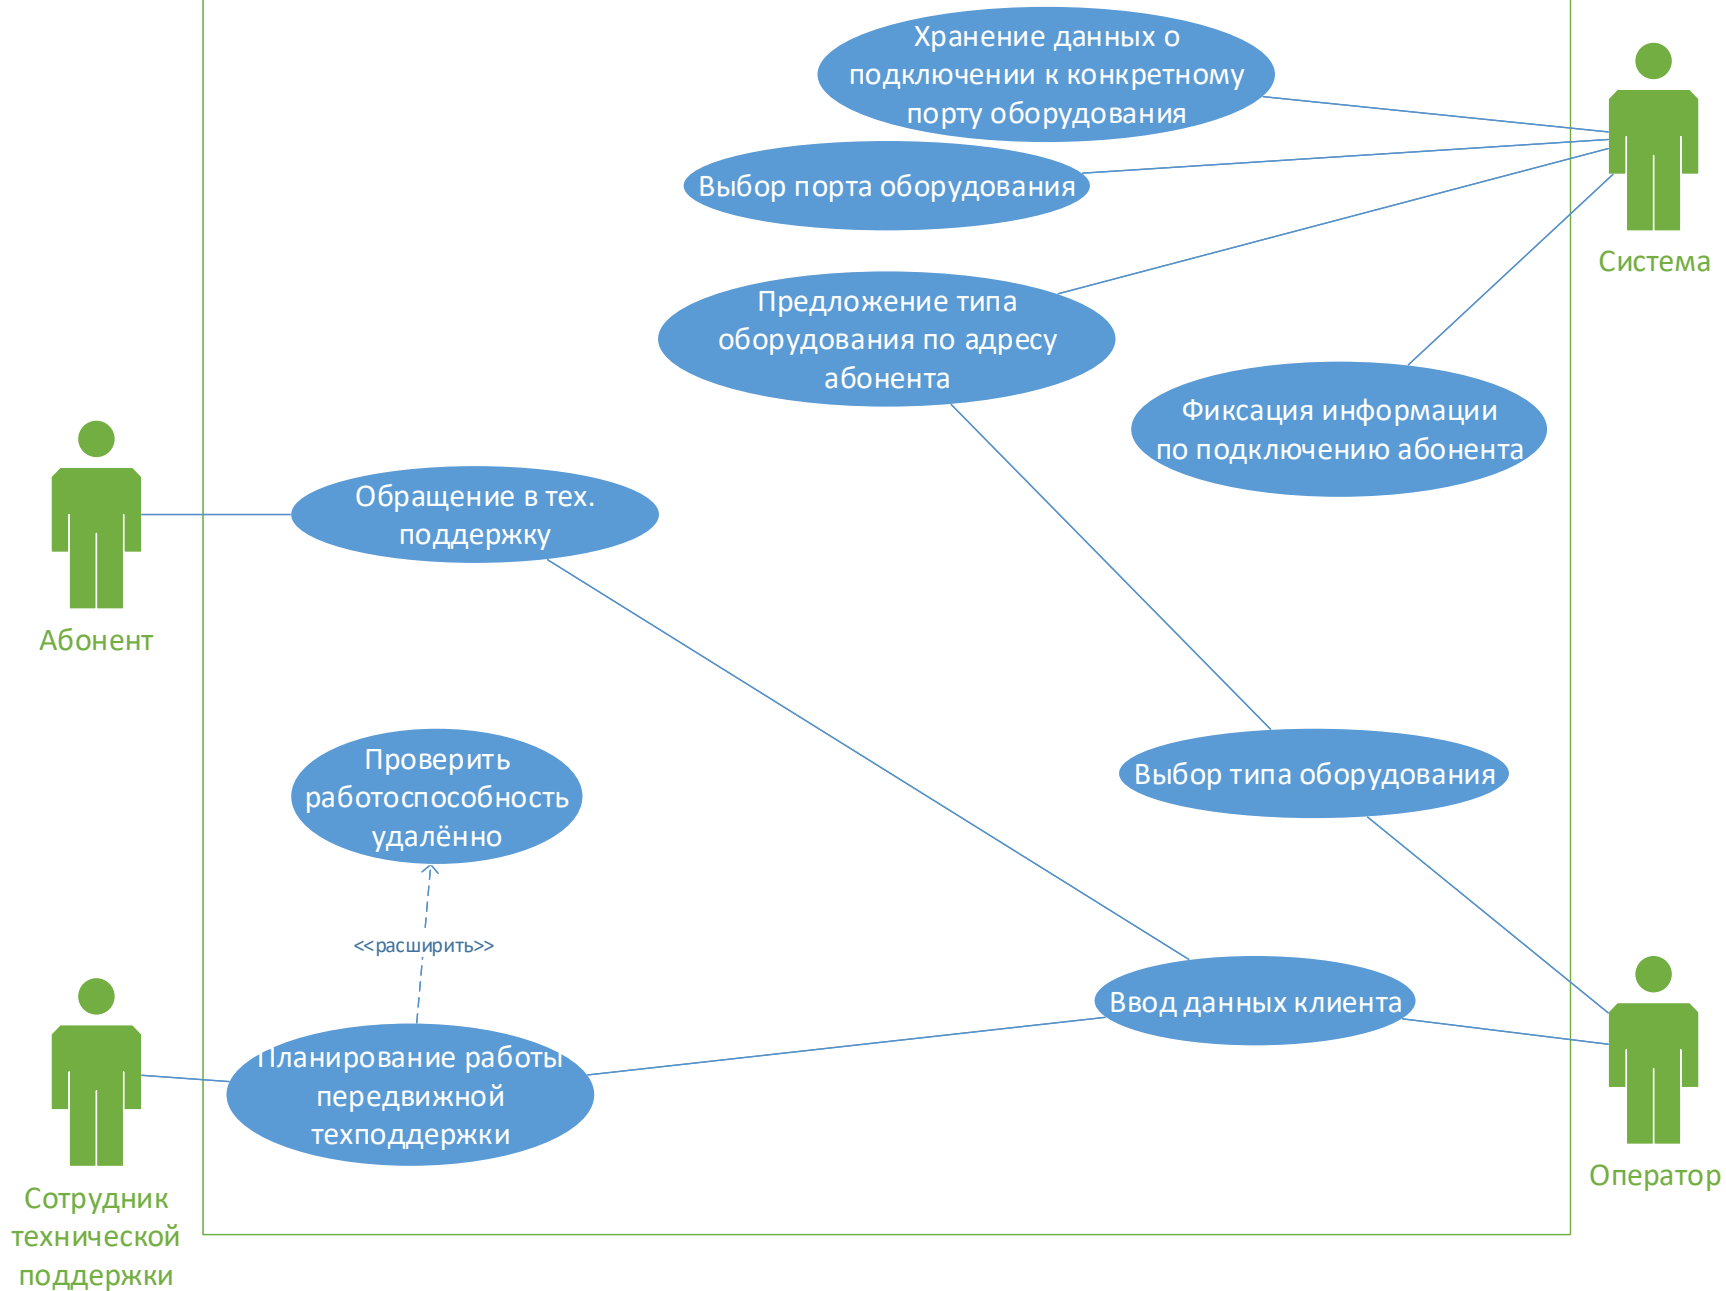 Хранение данных о
подключении к конкретному
порту оборудования
Выбор порта оборудования
Система
Предложение типа
оборудования по адресу
абонента
Фиксация информации
по подключению абонента
Обращение в тех.
поддержку
Абонент
Проверить
работоспособность
удалённо
Выбор типа оборудования
<<расширить>>
Ввод данных клиента
Планирование работы
передвижной
техподдержки
Оператор
Сотрудник
технической
поддержки